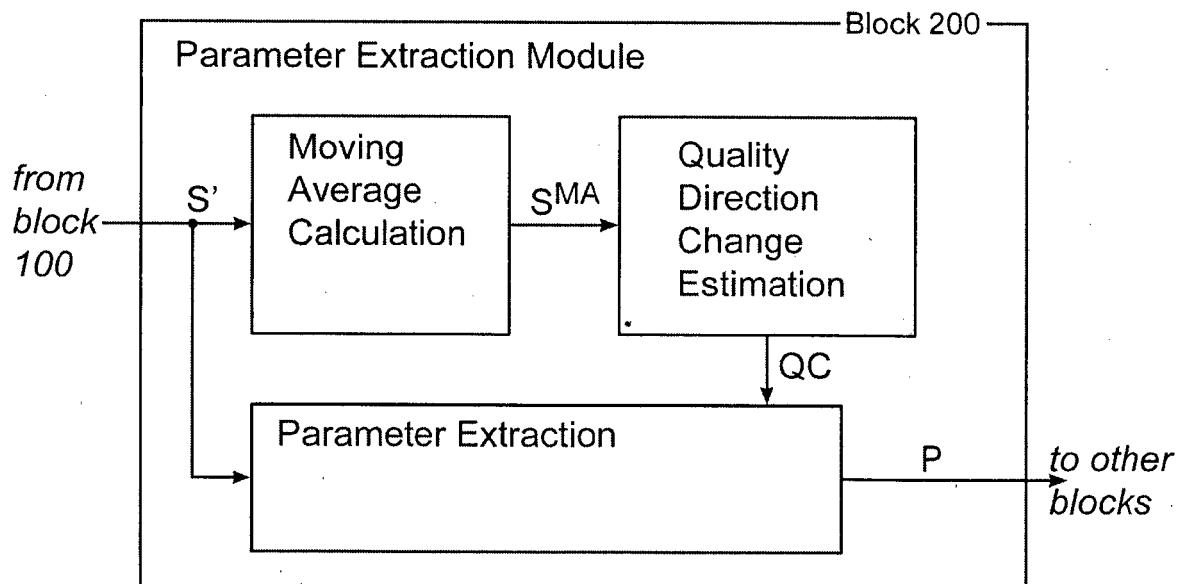 Block 200
Parameter Extraction Module
from
block
100
S'
Moving
Average
Calculation
SMA
Quality
Direction
Change
Estimation
QC
Parameter Extraction
P
to other
blocks